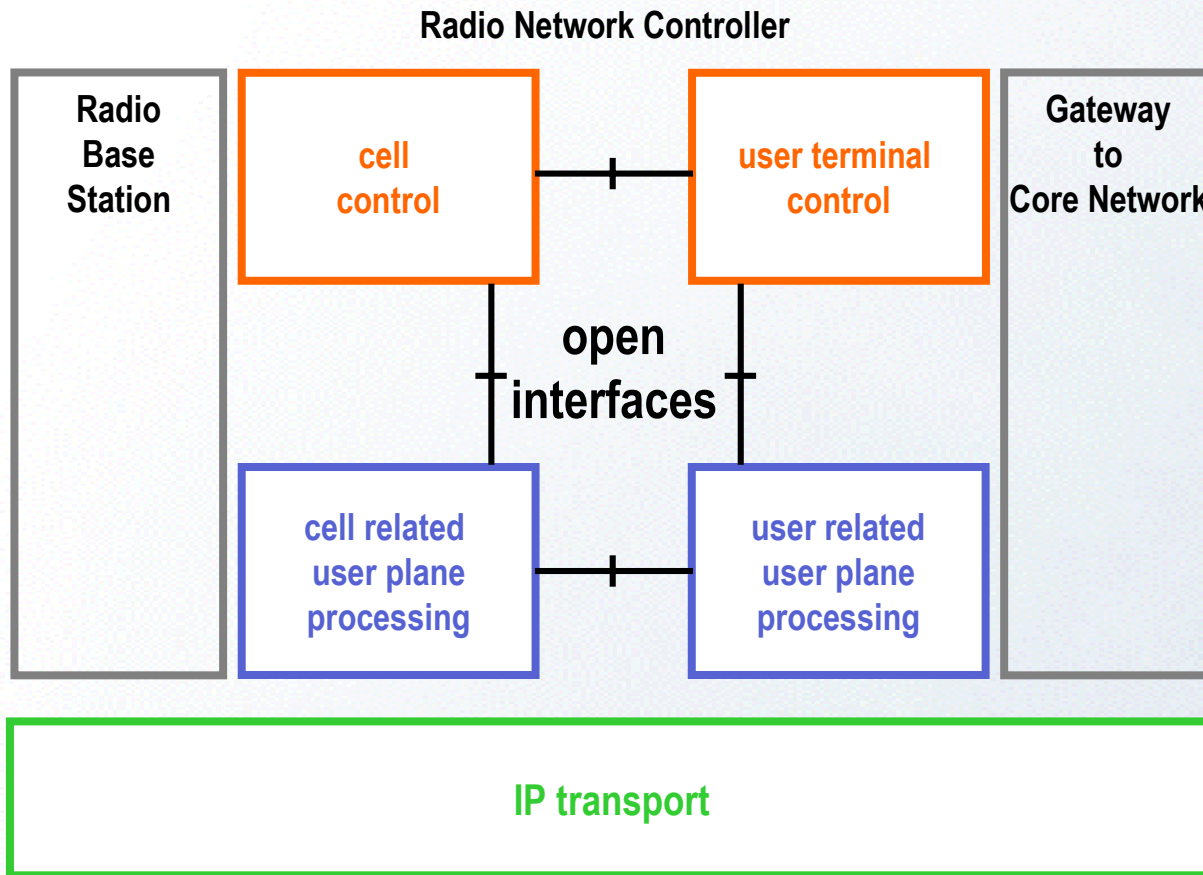 Radio Network Controller
Radio
Base
Station
cell
control
user terminal
control
Gateway
to
Core Network
open
interfaces
cell related
user plane
processing
user related
user plane
processing
IP transport